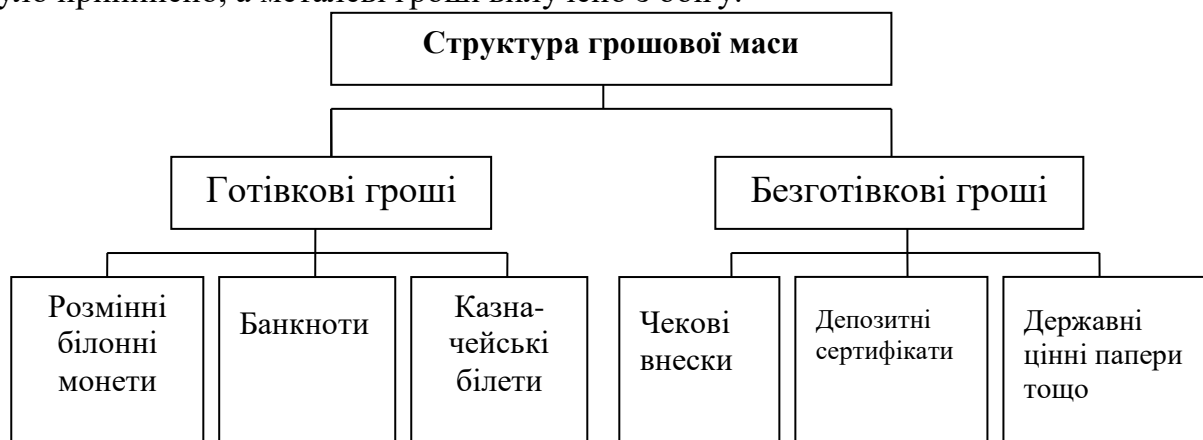 було припинено, а металеві гроші вилучено з обігу.
Структура грошової маси
Готівкові гроші
Безготівкові гроші
Розмінні
білонні
монети
Банкноти
Казна-
чейські
білети
Чекові
внески
Депозитні
сертифікати
Державні
цінні папери
тощо